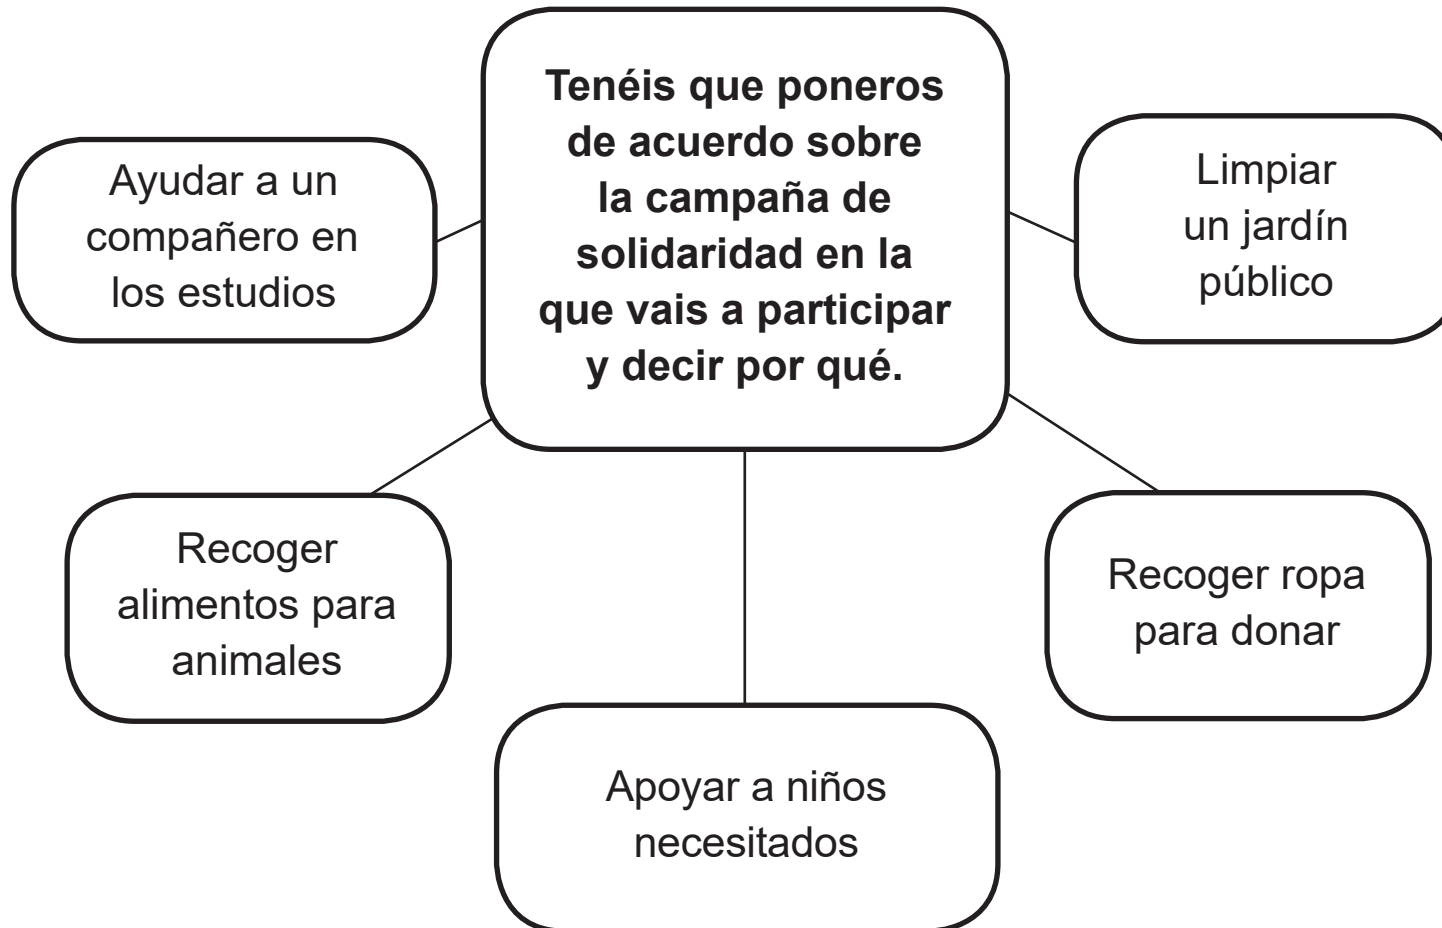 Tenéis que poneros
de acuerdo sobre
la campaña de
solidaridad en la
que vais a participar
y decir por qué.
Ayudar a un
compañero en
los estudios
Limpiar
un jardín
público
Recoger
alimentos para
animales
Recoger ropa
para donar
Apoyar a niños
necesitados